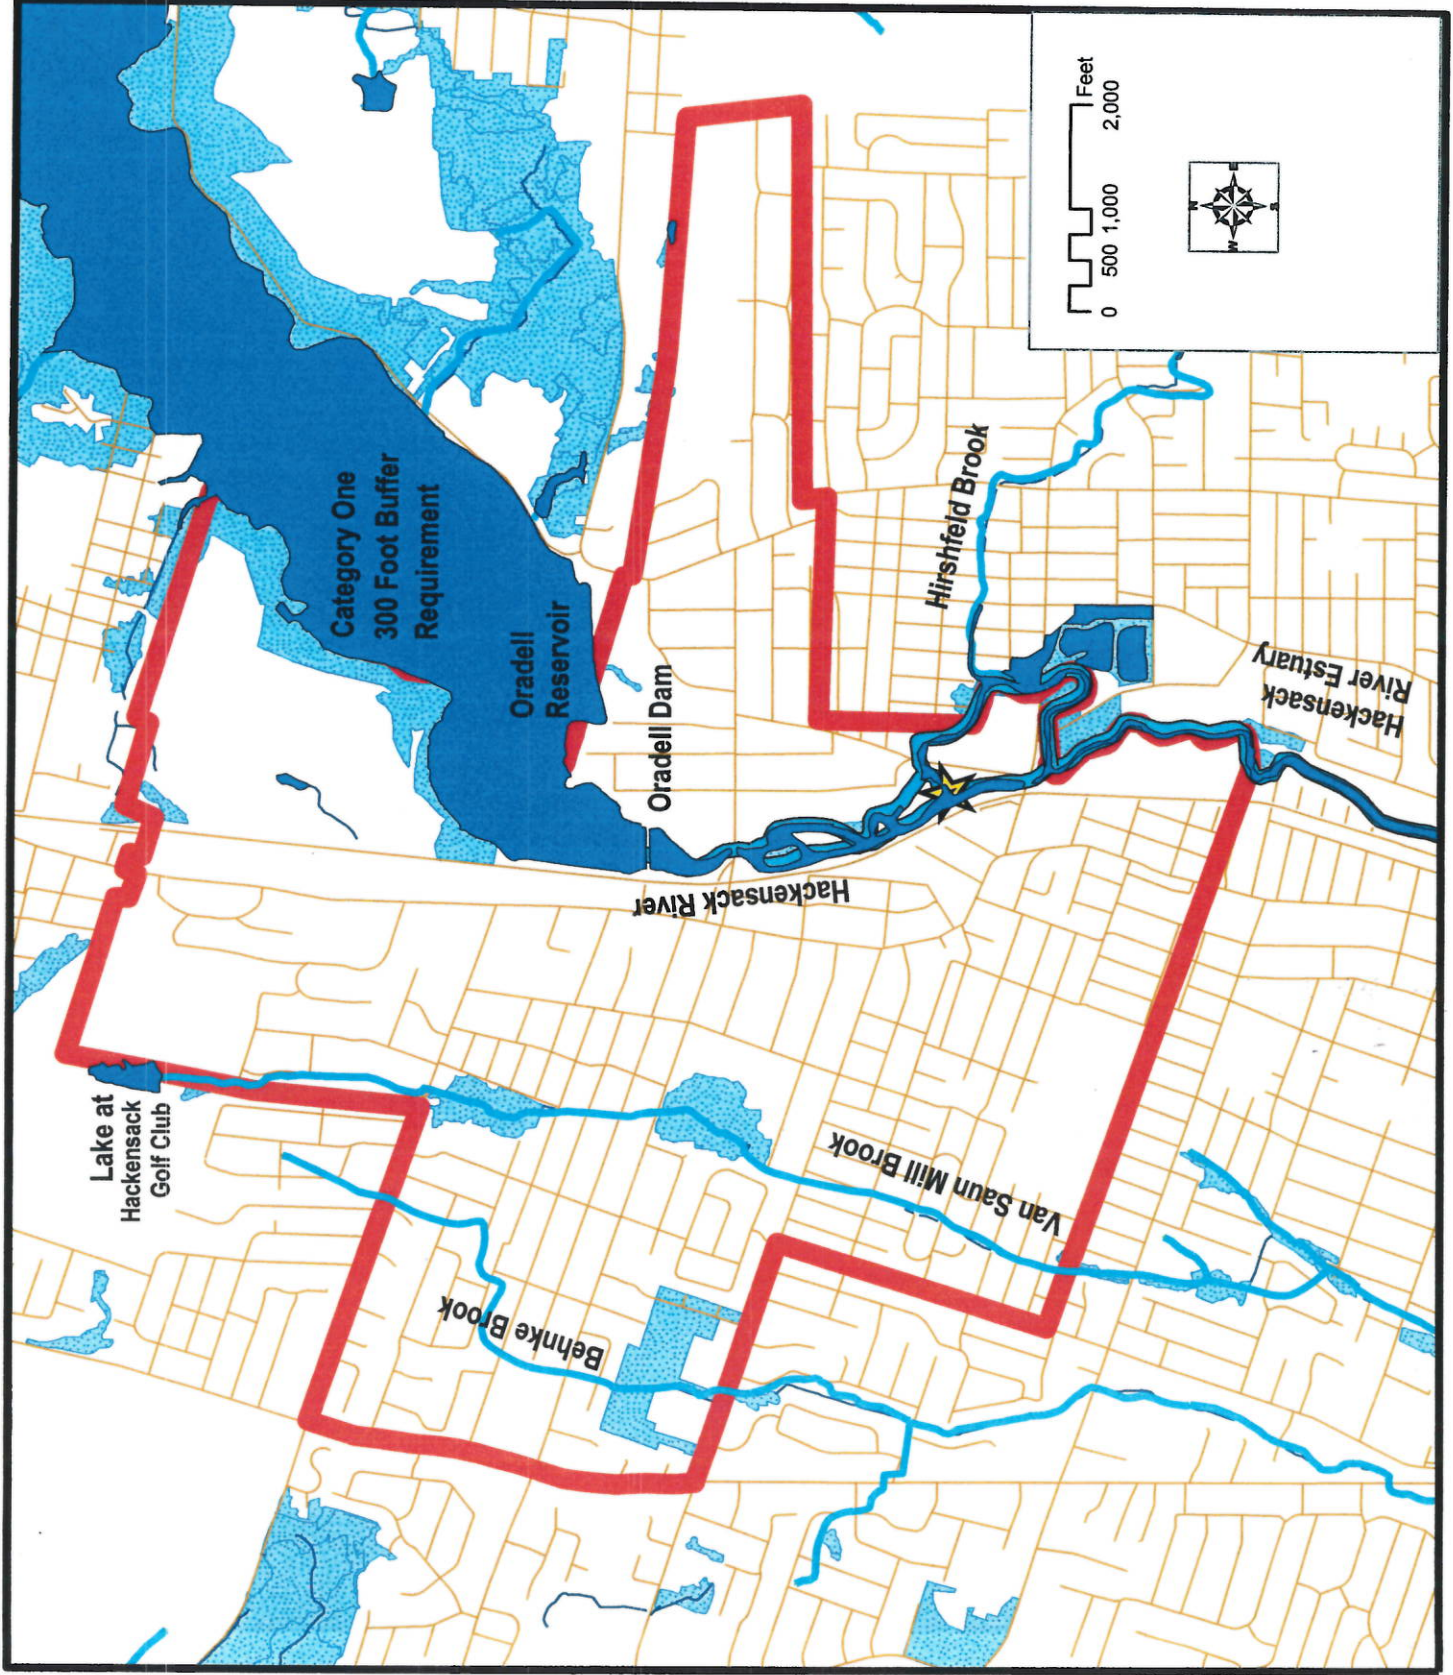 Category One
300 Foot Buffer
Requirement
Oradell
Reservoir
Oradell Dam
Hirshfeld Brook
Hackensack
River Estuary
Hackensack River
Lake at
Hackensack
Golf Club
Van Saun Mill Brook
Behnke Brook
0 500 1,000 2,000
Feet
N
W E
S